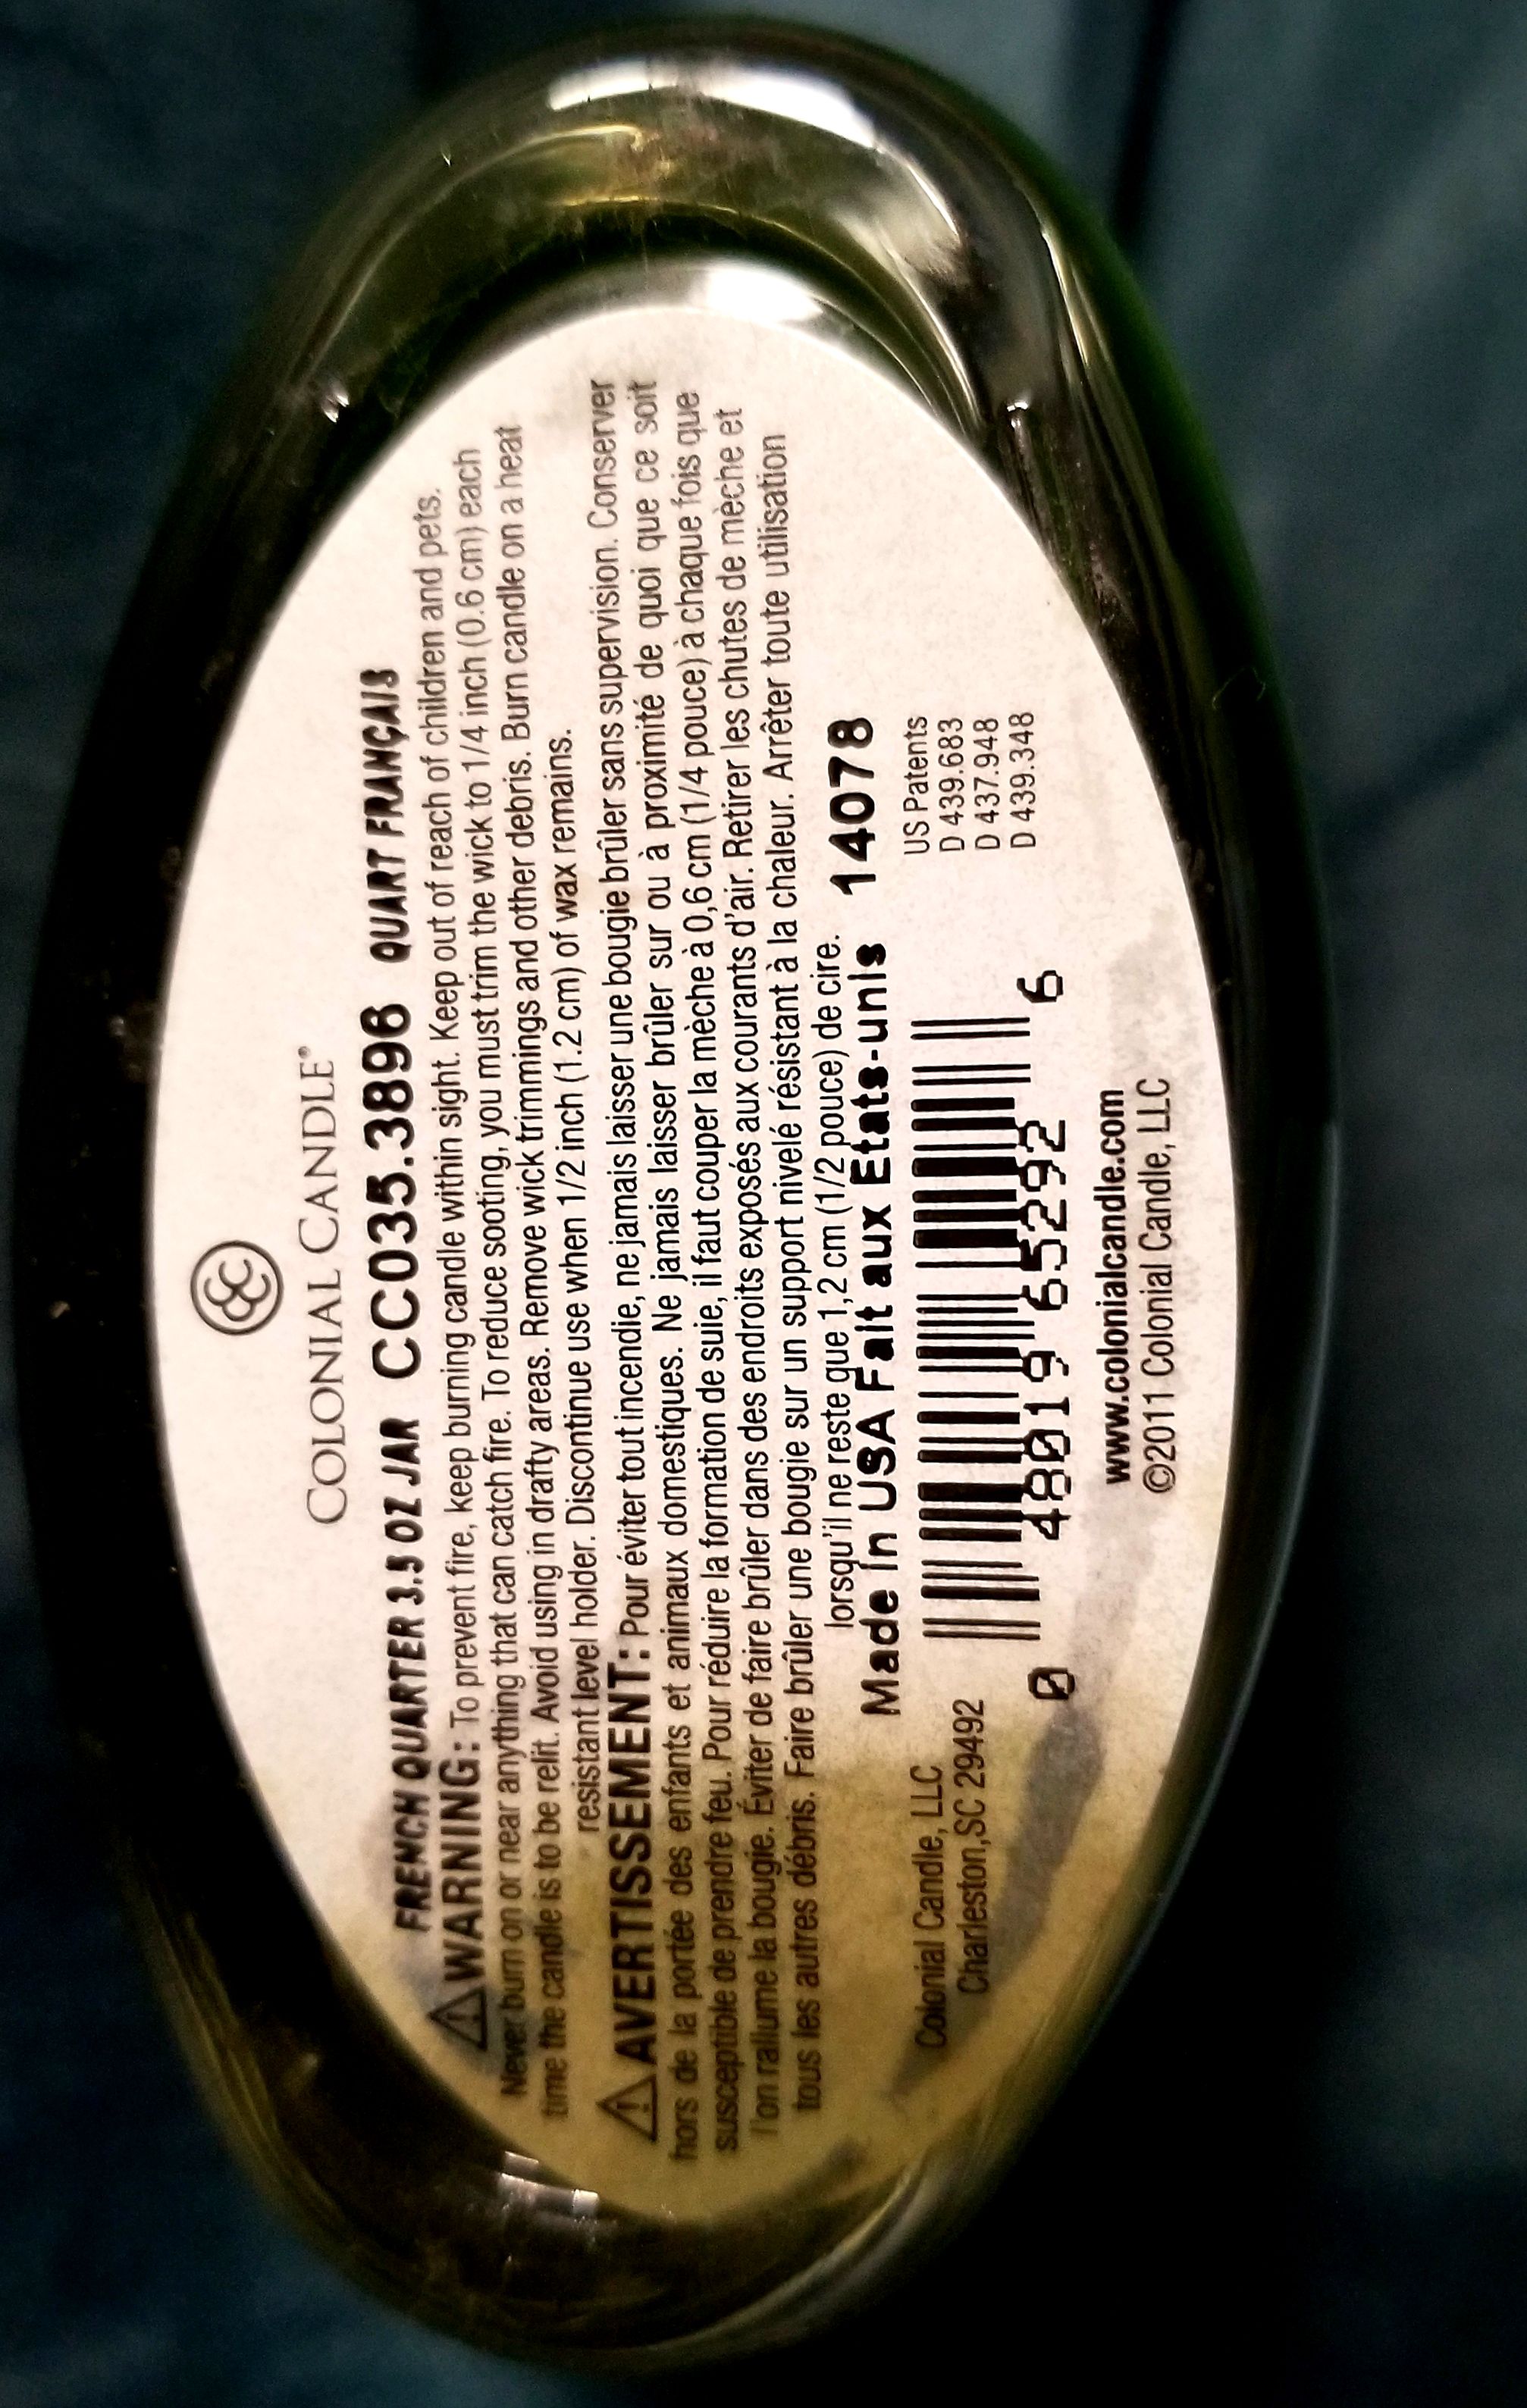 CC
COLONIAL CANDLE®
FRENCH QUARTER 3.5 OZ JAR CC035.3896 QUART FRANÇAIS
⚠WARNING: To prevent fire, keep burning candle within sight. Keep out of reach of children and pets.
Never burn on or near anything that can catch fire. To reduce sooting, you must trim the wick to 1/4 inch (0.6 cm) each
time the candle is to be relit. Avoid using in drafty areas. Remove wick trimmings and other debris. Burn candle on a heat
resistant level holder. Discontinue use when 1/2 inch (1.2 cm) of wax remains.
⚠AVERTISSEMENT: Pour éviter tout incendie, ne jamais laisser une bougie brûler sans supervision. Conserver
hors de la portée des enfants et animaux domestiques. Ne jamais laisser brûler sur ou à proximité de quoi que ce soit
susceptible de prendre feu. Pour réduire la formation de suie, il faut couper la mèche à 0,6 cm (1/4 pouce) à chaque fois que
l'on rallume la bougie. Éviter de faire brûler dans des endroits exposés aux courants d'air. Retirer les chutes de mèche et
tous les autres débris. Faire brûler une bougie sur un support nivelé résistant à la chaleur. Arrêter toute utilisation
lorsqu'il ne reste que 1,2 cm (1/2 pouce) de cire.
Made in USA Fait aux Etats-unis 14078
Colonial Candle, LLC
Charleston,SC 29492
0 48019 65292 6
US Patents
D 439.683
D 437.948
D 439.348
www.colonialcandle.com
©2011 Colonial Candle, LLC